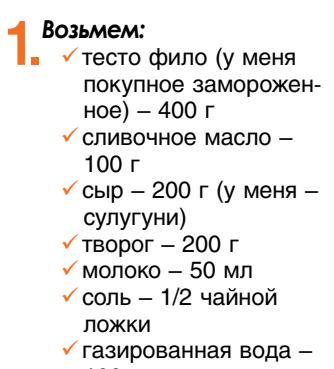 1. Возьмем:
✓ тесто фило (у меня
покупное заморожен-
ное) – 400 г
✓ сливочное масло –
100 г
✓ сыр – 200 г (у меня –
сулугуни)
✓ творог – 200 г
✓ молоко – 50 мл
✓ соль – 1/2 чайной
ложки
✓ газированная вода –